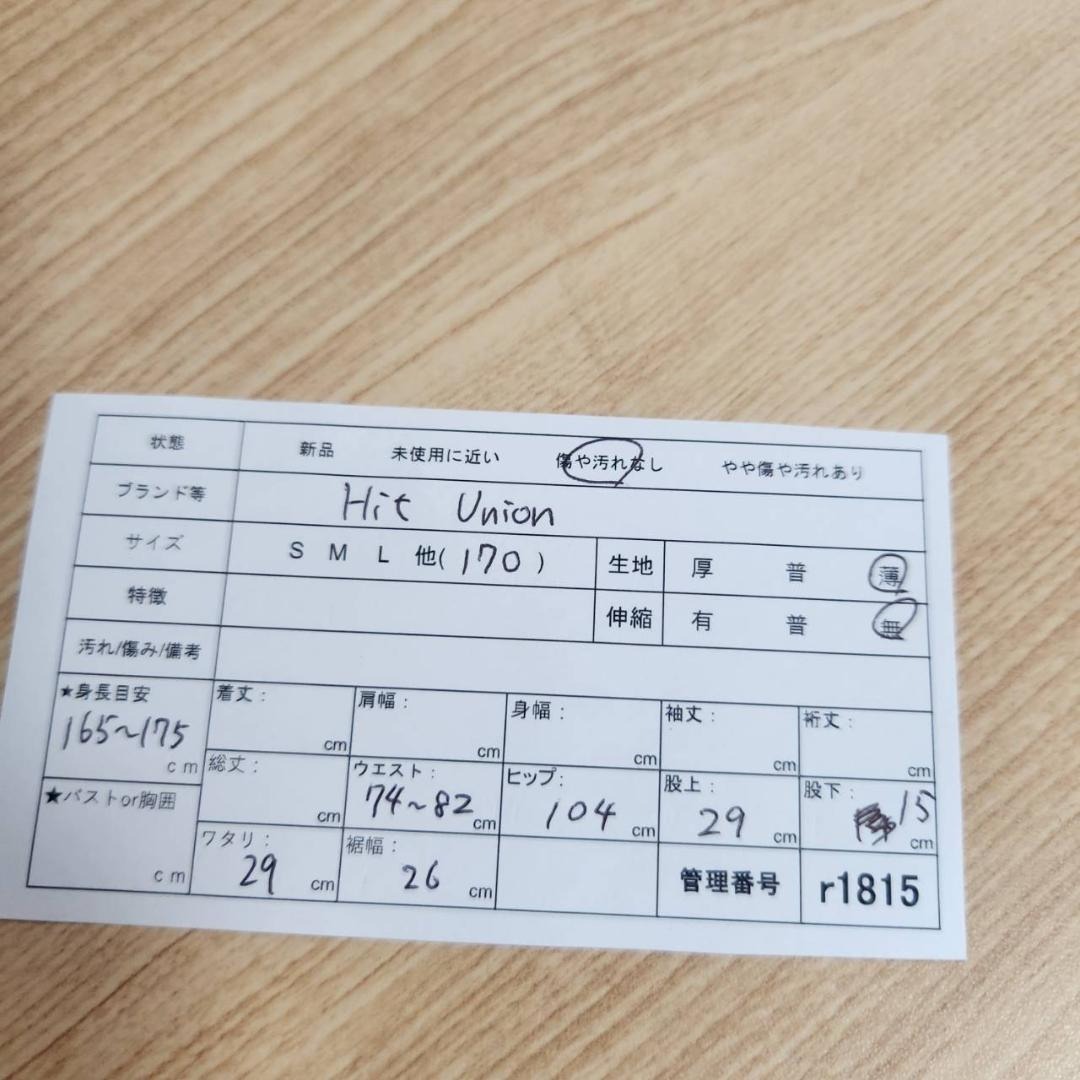 状態 新品 未使用に近い 傷や汚れなし やや傷や汚れあり
ブランド等 Hit Union
サイズ S M L 他(170) 生地 厚 普 薄
特徴 伸縮 有 普 無
汚れ/傷み/備考
★身長目安 着丈: 肩幅: 身幅: 袖丈: 裄丈:
165~175 cm cm cm cm cm cm
★バストor胸囲 総丈: ウエスト: ヒップ: 股上: 股下:
cm 74~82 cm 104 cm 29 cm 15 cm
ワタリ: 裾幅: 管理番号 r1815
cm 29 cm 26 cm